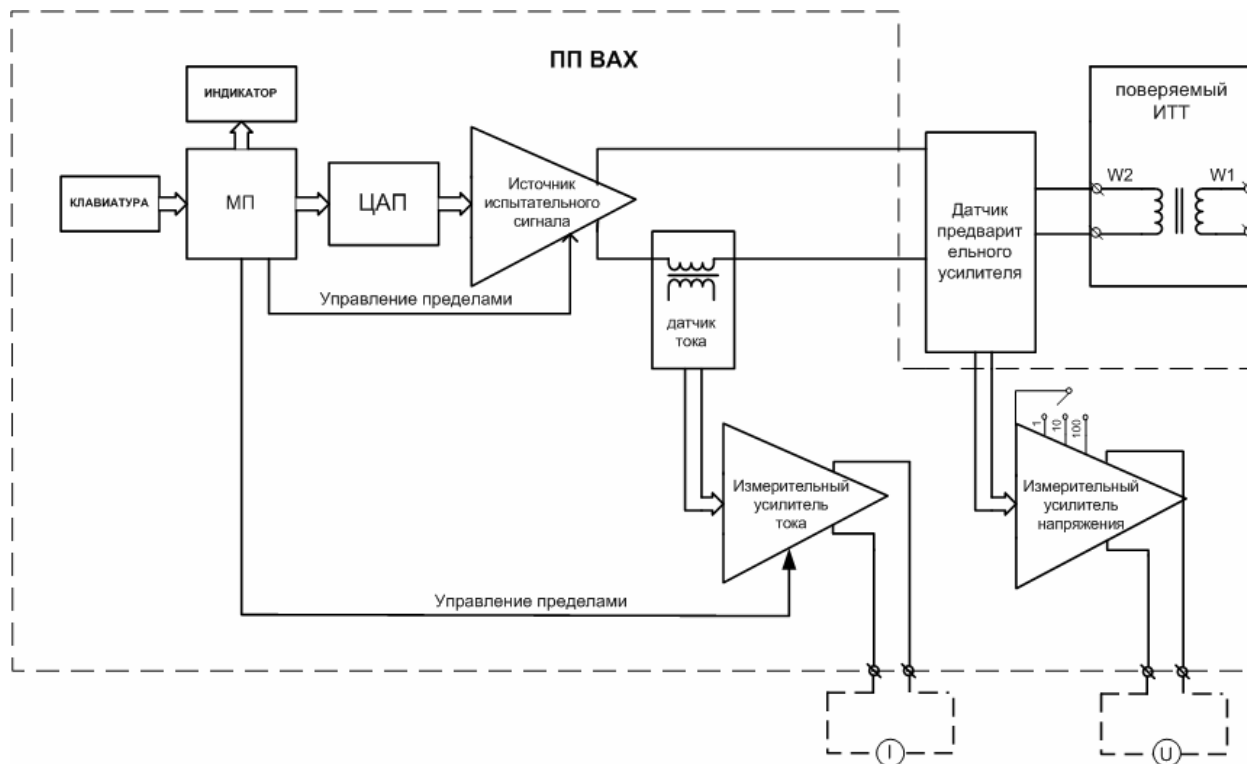 ПП ВАХ
ИНДИКАТОР
КЛАВИАТУРА
МП
ЦАП
Источник
испытательного
сигнала
Управление пределами
датчик
тока
Датчик
предварит
ельного
усилителя
поверяемый
ИТТ
W2
W1
1
10
100
Измерительный
усилитель
тока
Измерительный
усилитель
напряжения
Управление пределами
I
U